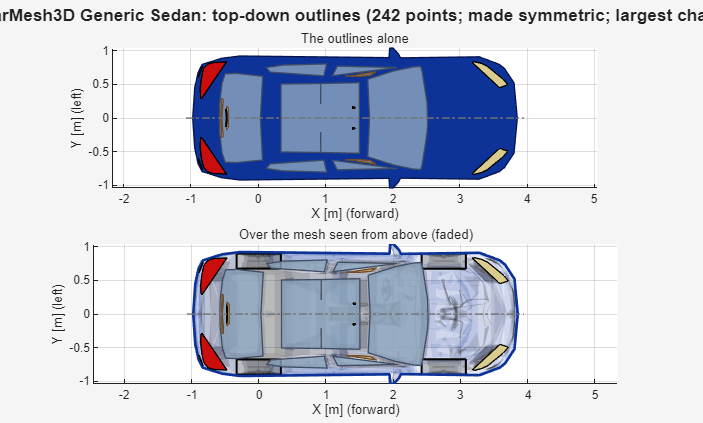 arMesh3D Generic Sedan: top-down outlines (242 points; made symmetric; largest cha
The outlines alone
1
0.5
0
-0.5
-1
Y [m] (left)
-2 -1 0 1 2 3 4 5
X [m] (forward)
Over the mesh seen from above (faded)
1
0.5
0
-0.5
-1
Y [m] (left)
-2 -1 0 1 2 3 4 5
X [m] (forward)